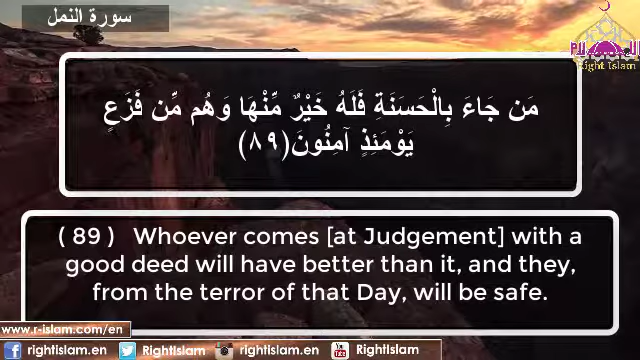 سورة النمل
Right Islam
مَن جَاءَ بِالْحَسَنَةِ فَلَهُ خَيْرٌ مِّنْهَا وَهُم مِّن فَزَعٍ
يَوْمَئِذٍ آمِنُونَ(٨٩)
( 89 ) Whoever comes [at Judgement] with a
good deed will have better than it, and they,
from the terror of that Day, will be safe.
www.r-islam.com/en
rightislam.en
Rightislam
rightislam.en
Rightislam